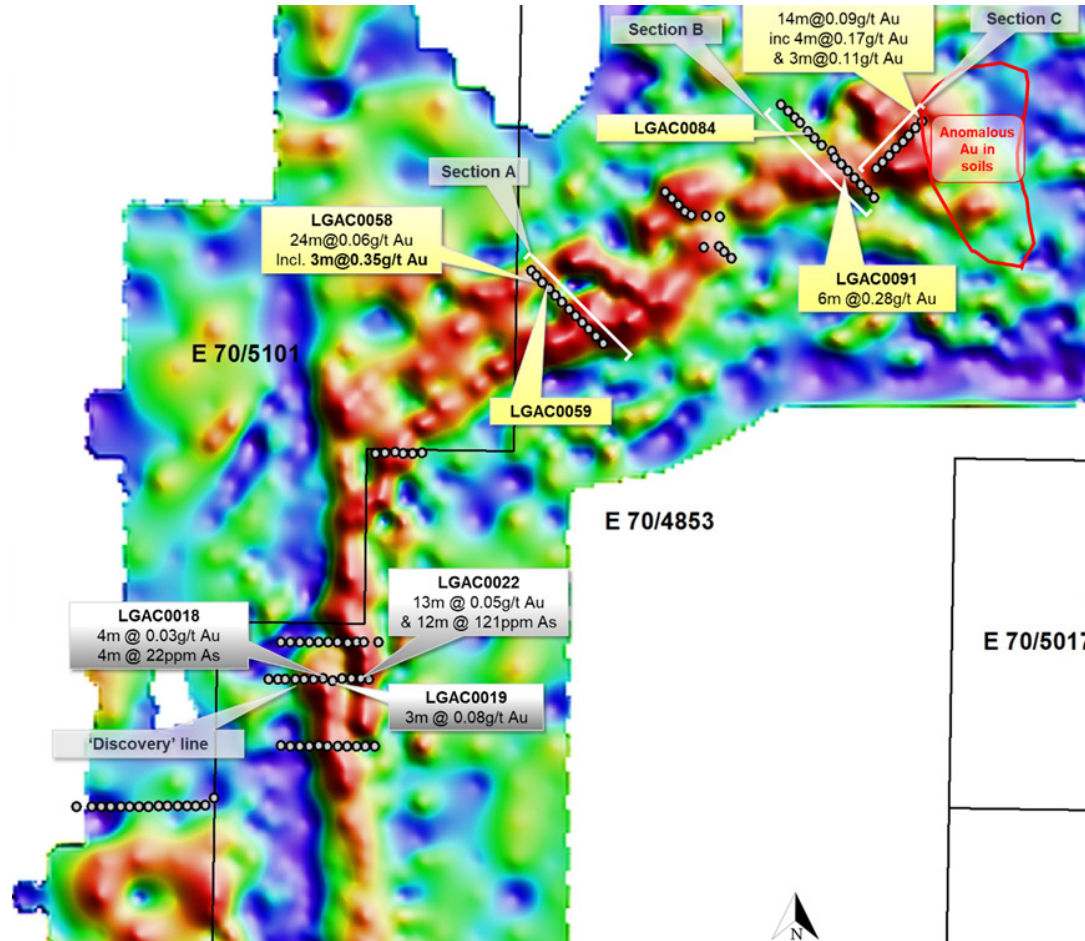 14m@0.09g/t Au
inc 4m@0.17g/t Au
& 3m@0.11g/t Au
Section B
Section C
LGAC0084
Anomalous
Au in
soils
Section A
LGAC0058
24m@0.06g/t Au
Incl. 3m@0.35g/t Au
LGAC0091
6m @0.28g/t Au
E 70/5101
LGAC0059
E 70/4853
LGAC0022
13m @ 0.05g/t Au
& 12m @ 121ppm As
LGAC0018
4m @ 0.03g/t Au
4m @ 22ppm As
E 70/5017
LGAC0019
3m @ 0.08g/t Au
'Discovery' line
N